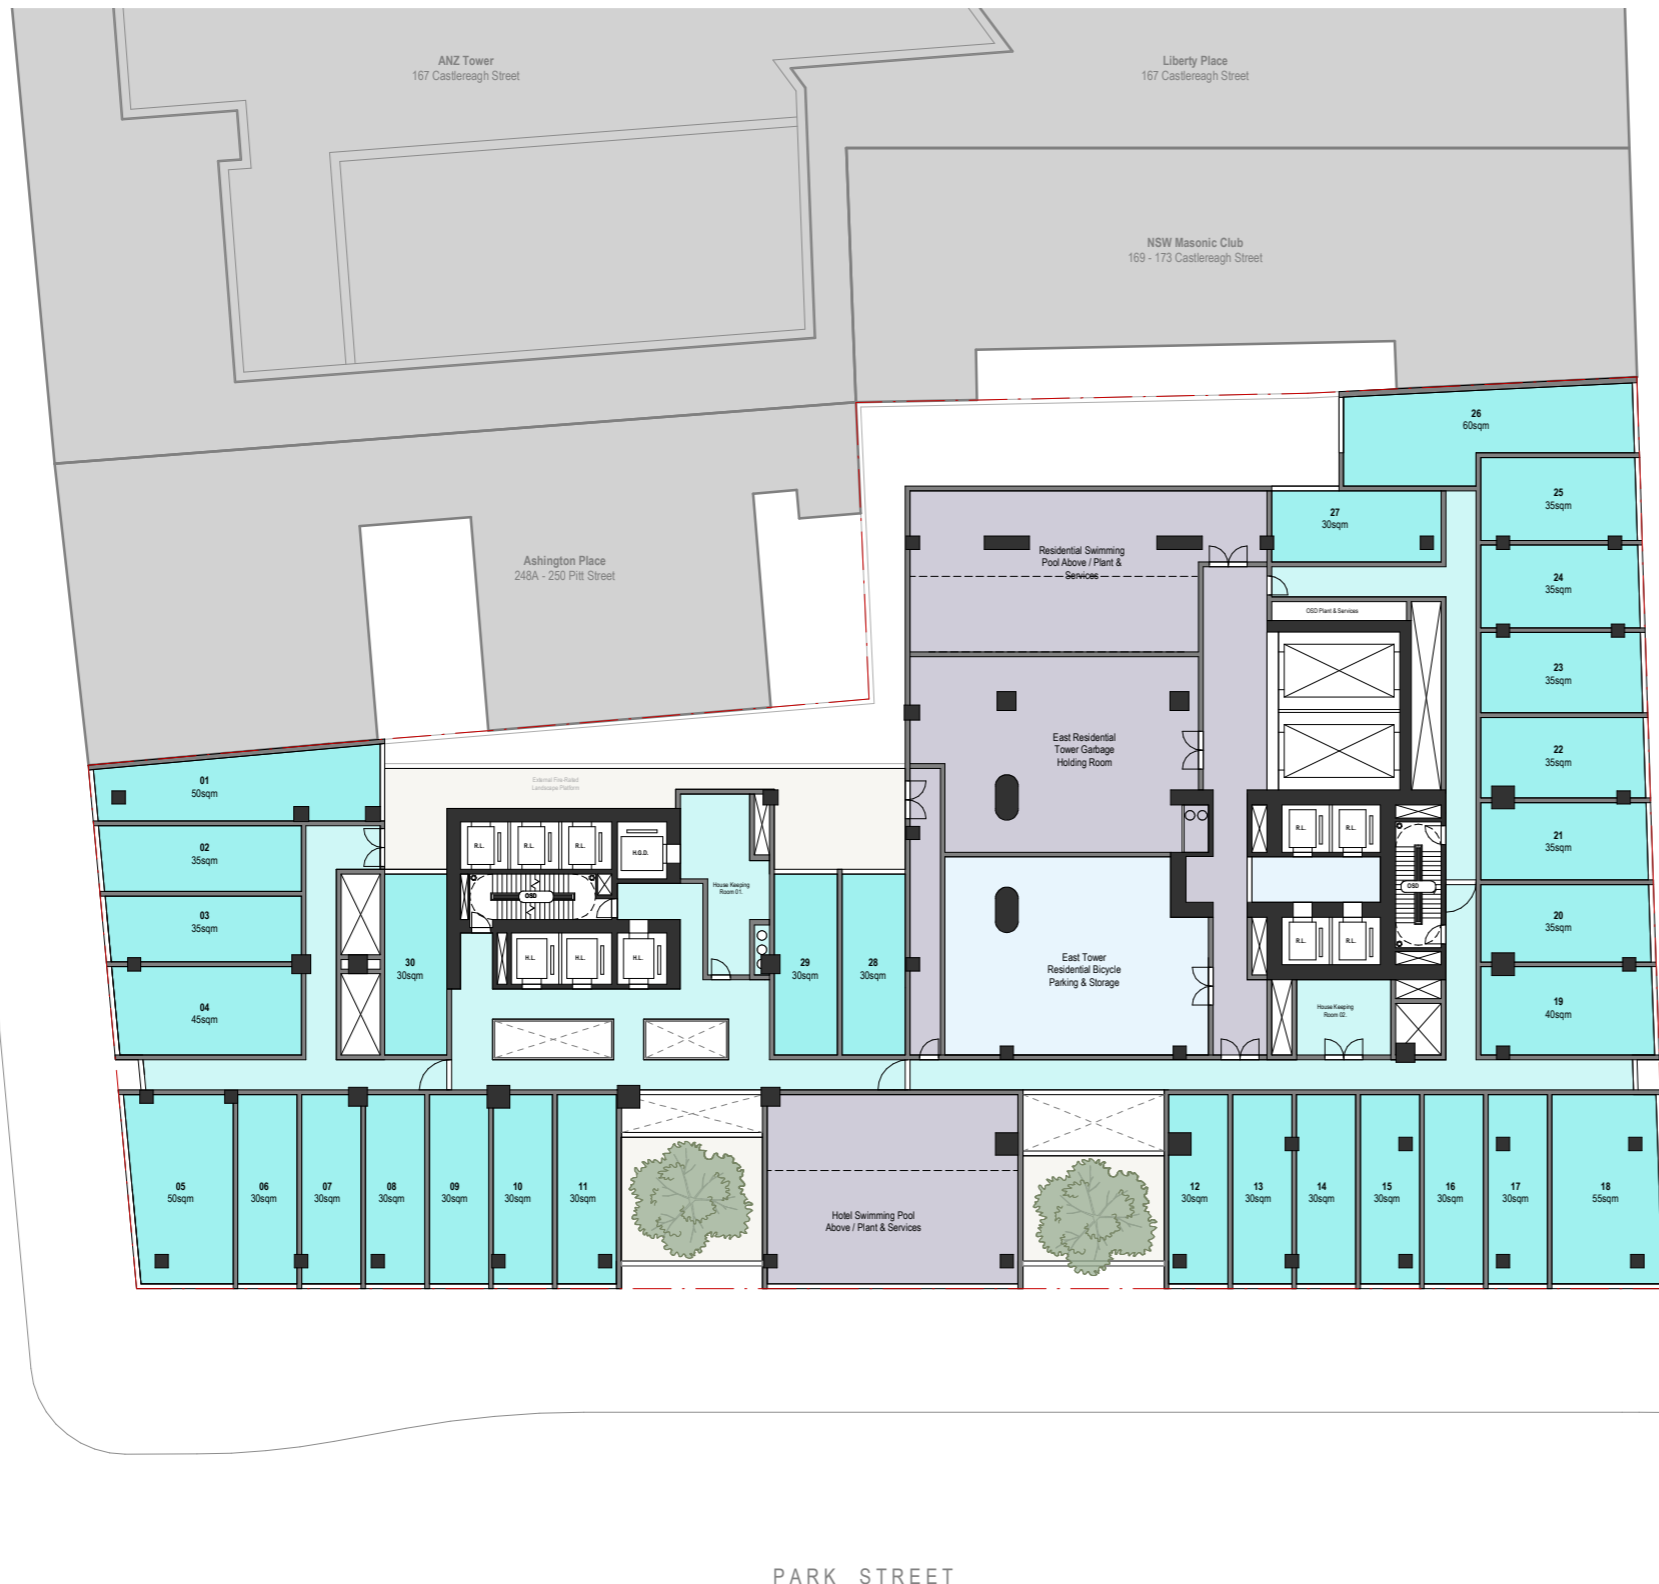 ANZ Tower
167 Castlereagh Street
Liberty Place
167 Castlereagh Street
NSW Masonic Club
169 - 173 Castlereagh Street
Ashington Place
248A - 250 Pitt Street
26
60sqm
25
35sqm
27
30sqm
Residential Swimming
Pool Above / Plant &
Services
24
35sqm
OSD Plant & Services
23
35sqm
East Residential
Tower Garbage
Holding Room
22
35sqm
01
50sqm
External Fire-Rated
Landscape Platform
02
35sqm
R.L.
R.L.
R.L.
H.G.D.
R.L.
R.L.
21
35sqm
House Keeping
Room 01.
OSD
OSD
03
35sqm
20
35sqm
30
30sqm
H.L.
H.L.
H.L.
29
30sqm
28
30sqm
East Tower
Residential Bicycle
Parking & Storage
R.L.
R.L.
04
45sqm
House Keeping
Room 02.
19
40sqm
05
50sqm
06
30sqm
07
30sqm
08
30sqm
09
30sqm
10
30sqm
11
30sqm
Hotel Swimming Pool
Above / Plant & Services
12
30sqm
13
30sqm
14
30sqm
15
30sqm
16
30sqm
17
30sqm
18
55sqm
PARK STREET